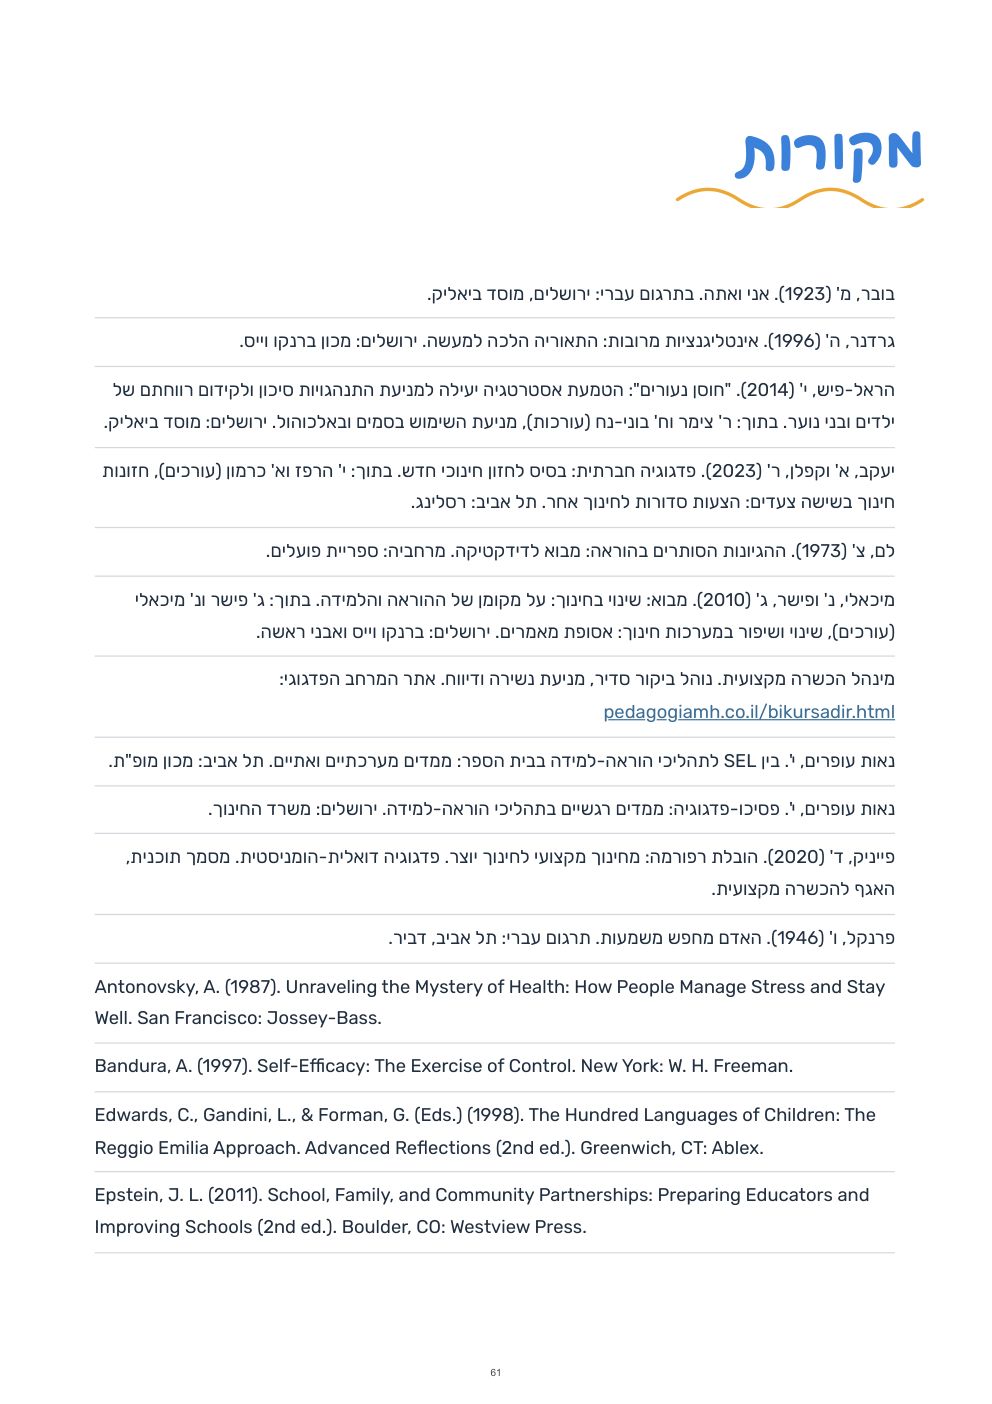 מקורות
בובר, מ' (1923). אני ואתה. בתרגום עברי: ירושלים, מוסד ביאליק.
גרדנר, ה' (1996). אינטליגנציות מרובות: התאוריה הלכה למעשה. ירושלים: מכון ברנקו וייס.
הראל-פיש, י' (2014). "חוסן נעורים": הטמעת אסטרטגיה יעילה למניעת התנהגויות סיכון ולקידום רווחתם של
ילדים ובני נוער. בתוך: ר' צימר וח' בוני-נח (עורכות), מניעת השימוש בסמים ובאלכוהול. ירושלים: מוסד ביאליק.
יעקב, א' וקפלן, ר' (2023). פדגוגיה חברתית: בסיס לחזון חינוכי חדש. בתוך: י' הרפז וא' כרמון (עורכים), חזונות
חינוך בשישה צעדים: הצעות סדורות לחינוך אחר. תל אביב: רסלינג.
לם, צ' (1973). ההגיונות הסותרים בהוראה: מבוא לדידקטיקה. מרחביה: ספריית פועלים.
מיכאלי, נ' ופישר, ג' (2010). מבוא: שינוי בחינוך: על מקומן של ההוראה והלמידה. בתוך: ג' פישר ונ' מיכאלי
(עורכים), שינוי ושיפור במערכות חינוך: אסופת מאמרים. ירושלים: ברנקו וייס ואבני ראשה.
מינהל הכשרה מקצועית. נוהל ביקור סדיר, מניעת נשירה ודיווח. אתר המרחב הפדגוגי:
pedagogiamh.co.il/bikursadir.html
נאות עופרים, י'. בין SEL לתהליכי הוראה-למידה בבית הספר: ממדים מערכתיים ואתיים. תל אביב: מכון מופ"ת.
נאות עופרים, י'. פסיכו-פדגוגיה: ממדים רגשיים בתהליכי הוראה-למידה. ירושלים: משרד החינוך.
פייניק, ד' (2020). הובלת רפורמה: מחינוך מקצועי לחינוך יוצר. פדגוגיה דואלית-הומניסטית. מסמך תוכנית,
האגף להכשרה מקצועית.
פרנקל, ו' (1946). האדם מחפש משמעות. תרגום עברי: תל אביב, דביר.
Antonovsky, A. (1987). Unraveling the Mystery of Health: How People Manage Stress and Stay
Well. San Francisco: Jossey-Bass.
Bandura, A. (1997). Self-Efficacy: The Exercise of Control. New York: W. H. Freeman.
Edwards, C., Gandini, L., & Forman, G. (Eds.) (1998). The Hundred Languages of Children: The
Reggio Emilia Approach. Advanced Reflections (2nd ed.). Greenwich, CT: Ablex.
Epstein, J. L. (2011). School, Family, and Community Partnerships: Preparing Educators and
Improving Schools (2nd ed.). Boulder, CO: Westview Press.
61